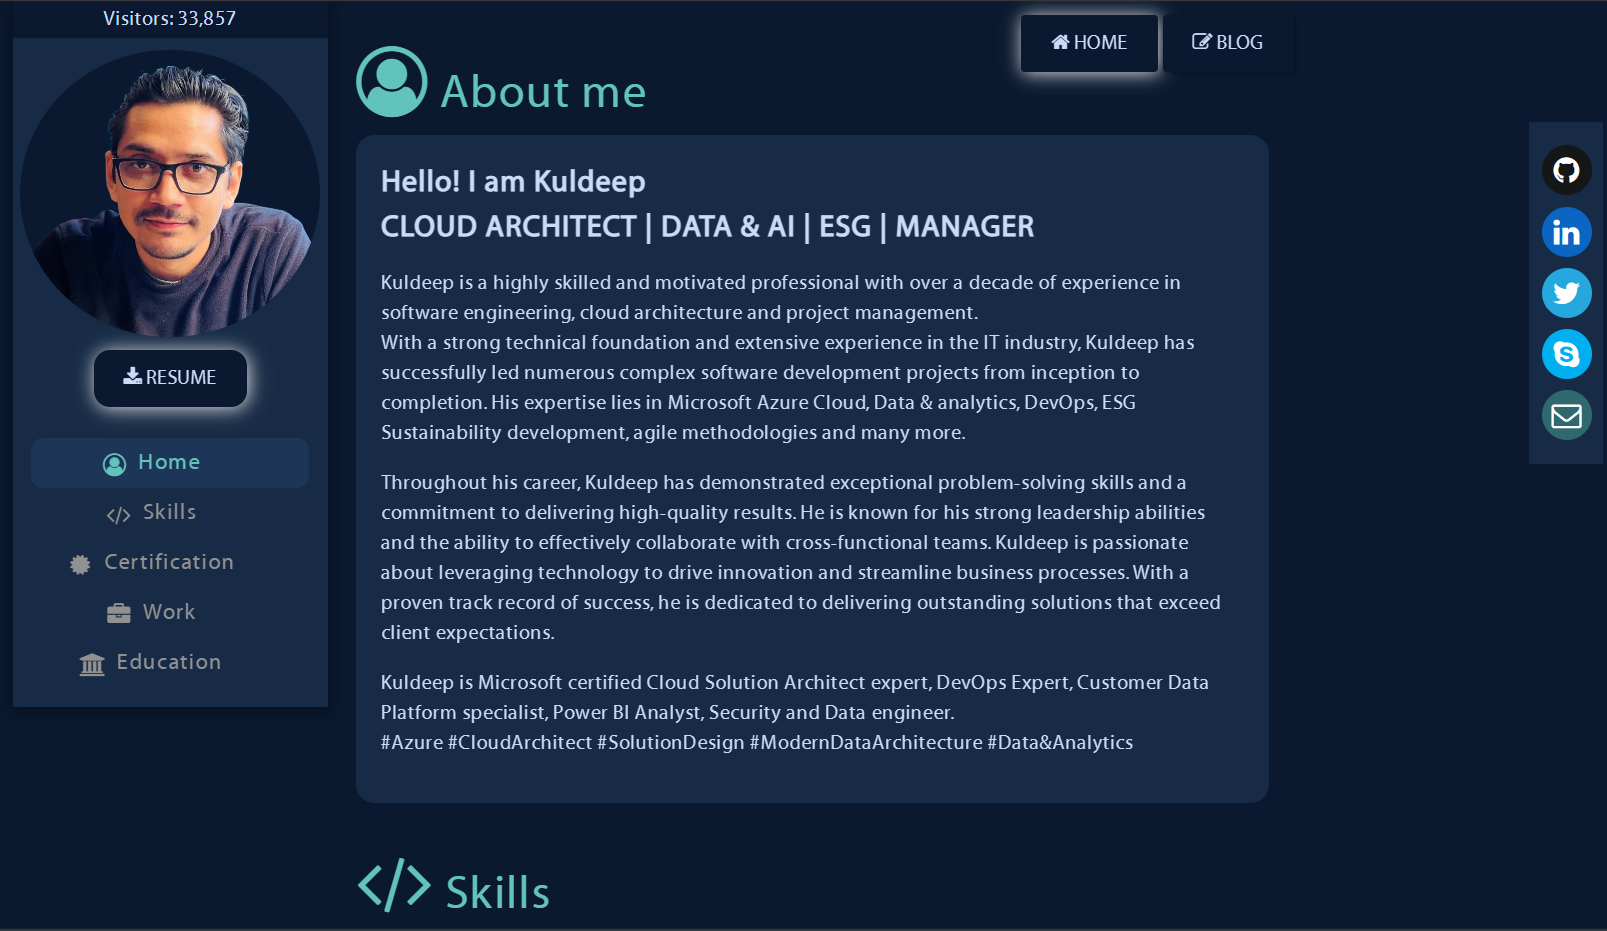 Visitors: 33,857
HOME
BLOG
About me
RESUME
Home
Skills
Certification
Work
Education
Hello! I am Kuldeep
CLOUD ARCHITECT | DATA & AI | ESG | MANAGER
Kuldeep is a highly skilled and motivated professional with over a decade of experience in
software engineering, cloud architecture and project management.
With a strong technical foundation and extensive experience in the IT industry, Kuldeep has
successfully led numerous complex software development projects from inception to
completion. His expertise lies in Microsoft Azure Cloud, Data & analytics, DevOps, ESG
Sustainability development, agile methodologies and many more.
Throughout his career, Kuldeep has demonstrated exceptional problem-solving skills and a
commitment to delivering high-quality results. He is known for his strong leadership abilities
and the ability to effectively collaborate with cross-functional teams. Kuldeep is passionate
about leveraging technology to drive innovation and streamline business processes. With a
proven track record of success, he is dedicated to delivering outstanding solutions that exceed
client expectations.
Kuldeep is Microsoft certified Cloud Solution Architect expert, DevOps Expert, Customer Data
Platform specialist, Power BI Analyst, Security and Data engineer.
#Azure #CloudArchitect #SolutionDesign #ModernDataArchitecture #Data&Analytics
Skills